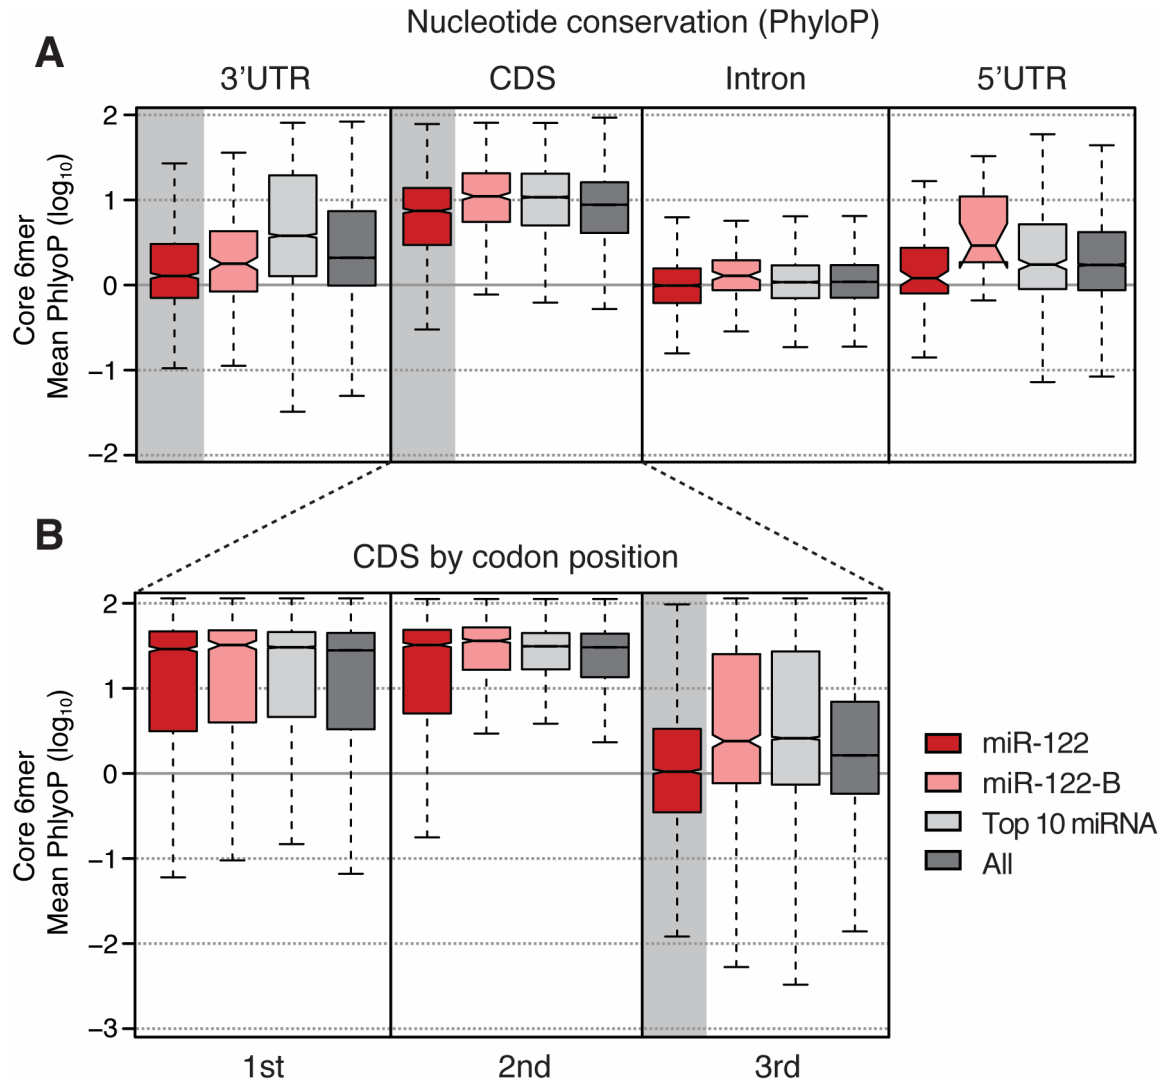 Nucleotide conservation (PhyloP)
A
3’UTR CDS Intron 5’UTR
Core 6mer
Mean PhlyoP (log10)
2
1
0
−1
−2
B
CDS by codon position
Core 6mer
Mean PhlyoP (log10)
2
1
0
−1
−2
−3
1st 2nd 3rd
miR-122
miR-122-B
Top 10 miRNA
All